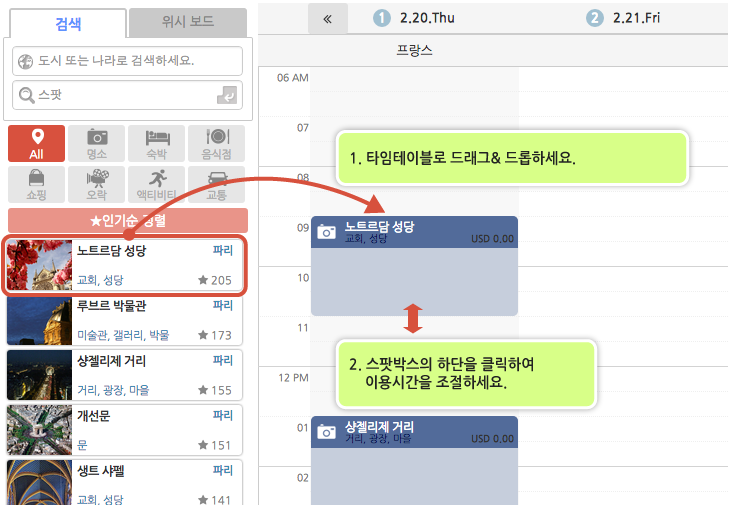 검색
위시 보드
도시 또는 나라로 검색하세요.
스팟
All
명소
숙박
음식점
쇼핑
오락
액티비티
교통
★인기순 정렬
노트르담 성당 파리
교회, 성당 ★ 205
루브르 박물관 파리
미술관, 갤러리, 박물 ★ 173
샹젤리제 거리 파리
거리, 광장, 마을 ★ 155
개선문 파리
문 ★ 151
생트 샤펠 파리
교회, 성당 ★ 141
«
1 2.20.Thu
2 2.21.Fri
프랑스
06 AM
07
1. 타임테이블로 드래그& 드롭하세요.
08
09
노트르담 성당
교회, 성당 USD 0.00
10
11
2. 스팟박스의 하단을 클릭하여
이용시간을 조절하세요.
12 PM
01
샹젤리제 거리
거리, 광장, 마을 USD 0.00
02